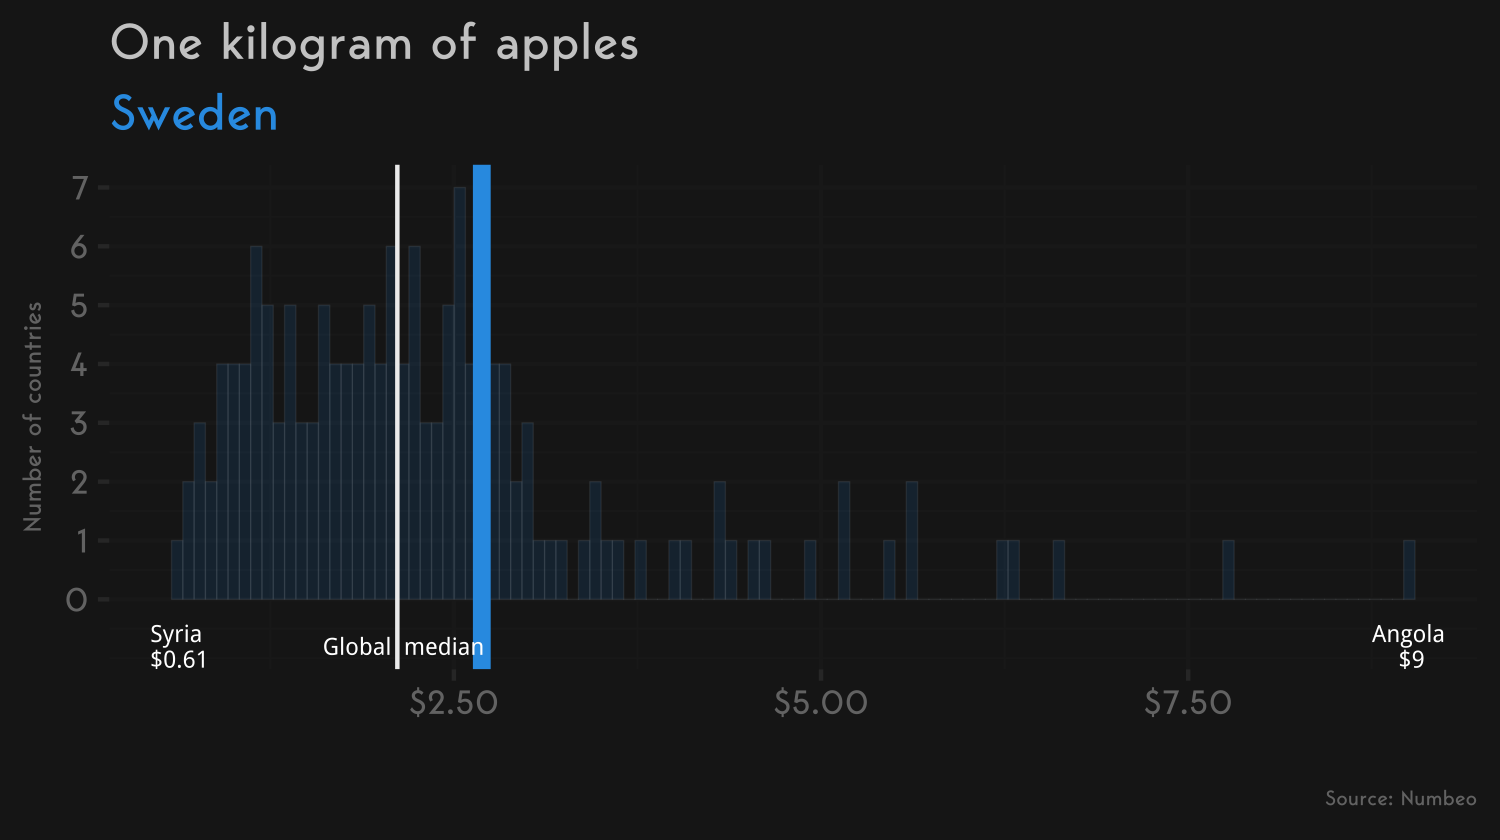 One kilogram of apples
Sweden
Number of countries
7
6
5
4
3
2
1
0
Syria
$0.61
Global median
Angola
$9
$2.50
$5.00
$7.50
Source: Numbeo